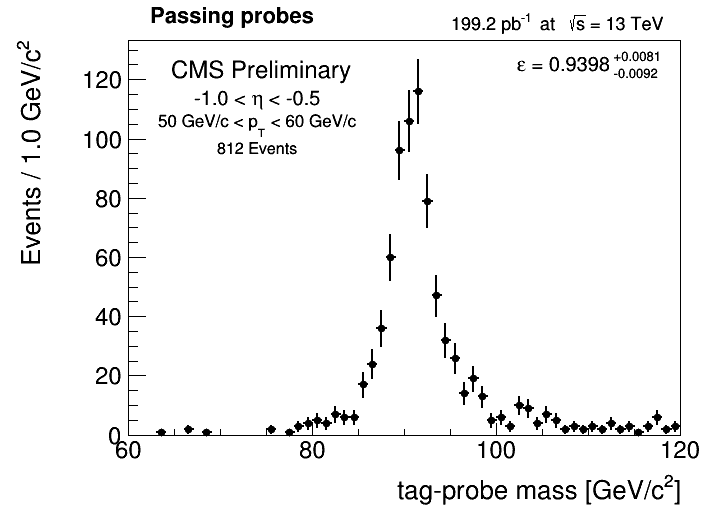 Passing probes
199.2 pb⁻¹ at √s = 13 TeV
CMS Preliminary
-1.0 < η < -0.5
50 GeV/c < p_T < 60 GeV/c
812 Events
ε = 0.9398 +0.0081 -0.0092
Events / 1.0 GeV/c²
120
100
80
60
40
20
0
60 80 100 120
tag-probe mass [GeV/c²]